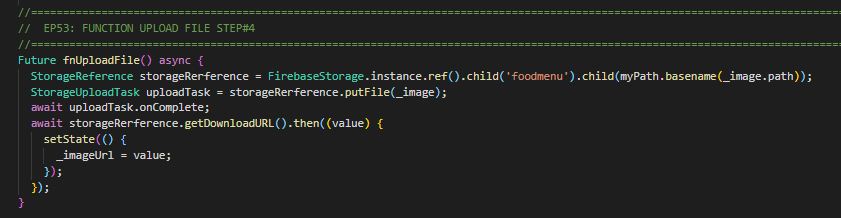 //==============================================================================================================================
//  EP53: FUNCTION UPLOAD FILE STEP#4
//==============================================================================================================================
Future fnUploadFile() async {
  StorageReference storageRerference = FirebaseStorage.instance.ref().child('foodmenu').child(myPath.basename(_image.path));
  StorageUploadTask uploadTask = storageRerference.putFile(_image);
  await uploadTask.onComplete;
  await storageRerference.getDownloadURL().then((value) {
    setState(() {
      _imageUrl = value;
    });
  });
}